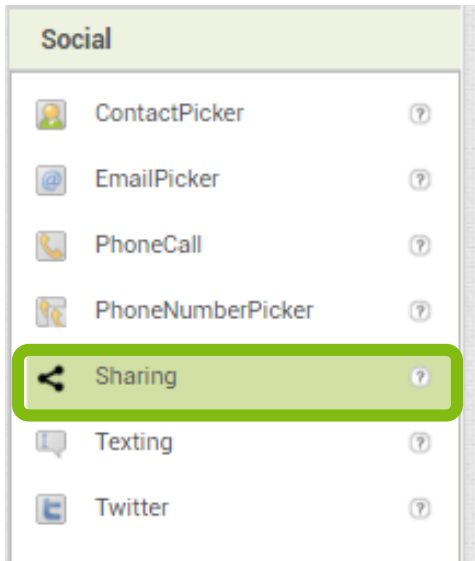 Social
ContactPicker ?
EmailPicker ?
PhoneCall ?
PhoneNumberPicker ?
Sharing ?
Texting ?
Twitter ?